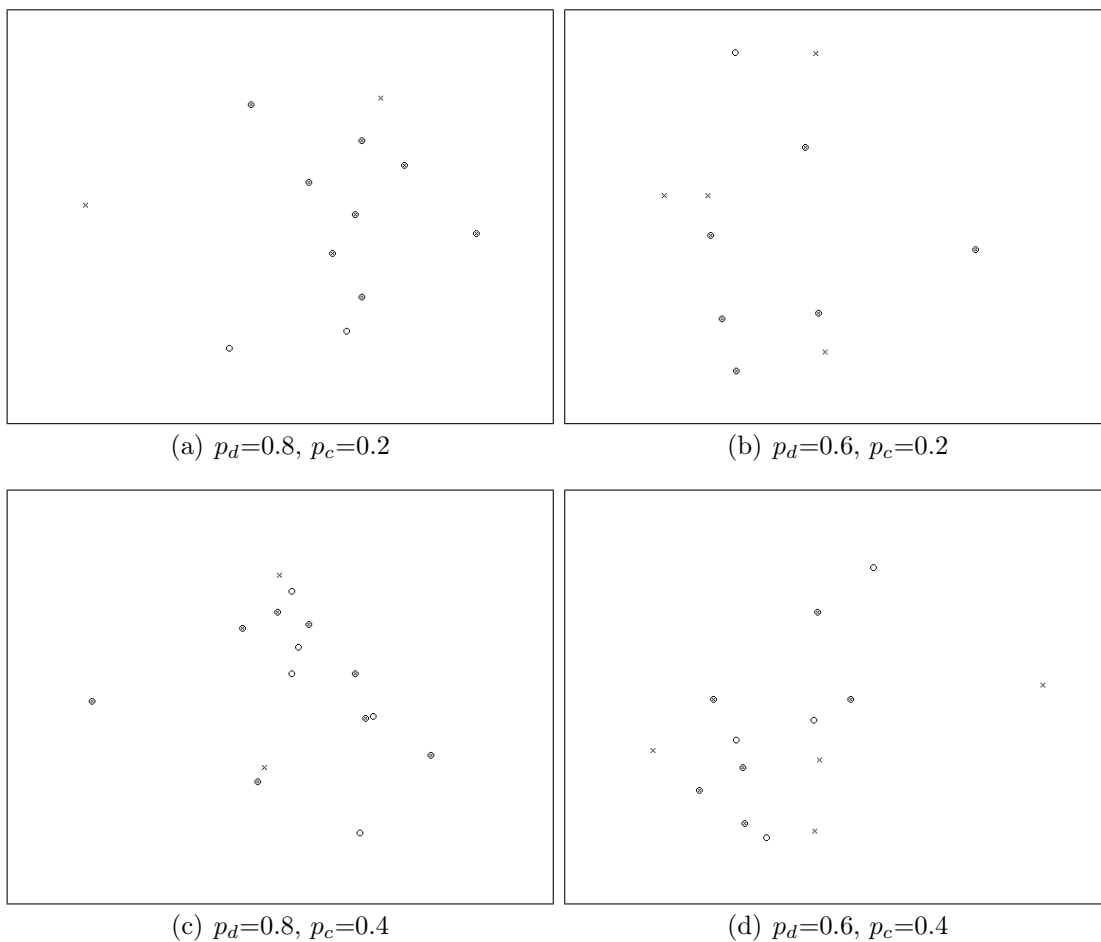 (a) p_d=0.8, p_c=0.2
(b) p_d=0.6, p_c=0.2
(c) p_d=0.8, p_c=0.4
(d) p_d=0.6, p_c=0.4